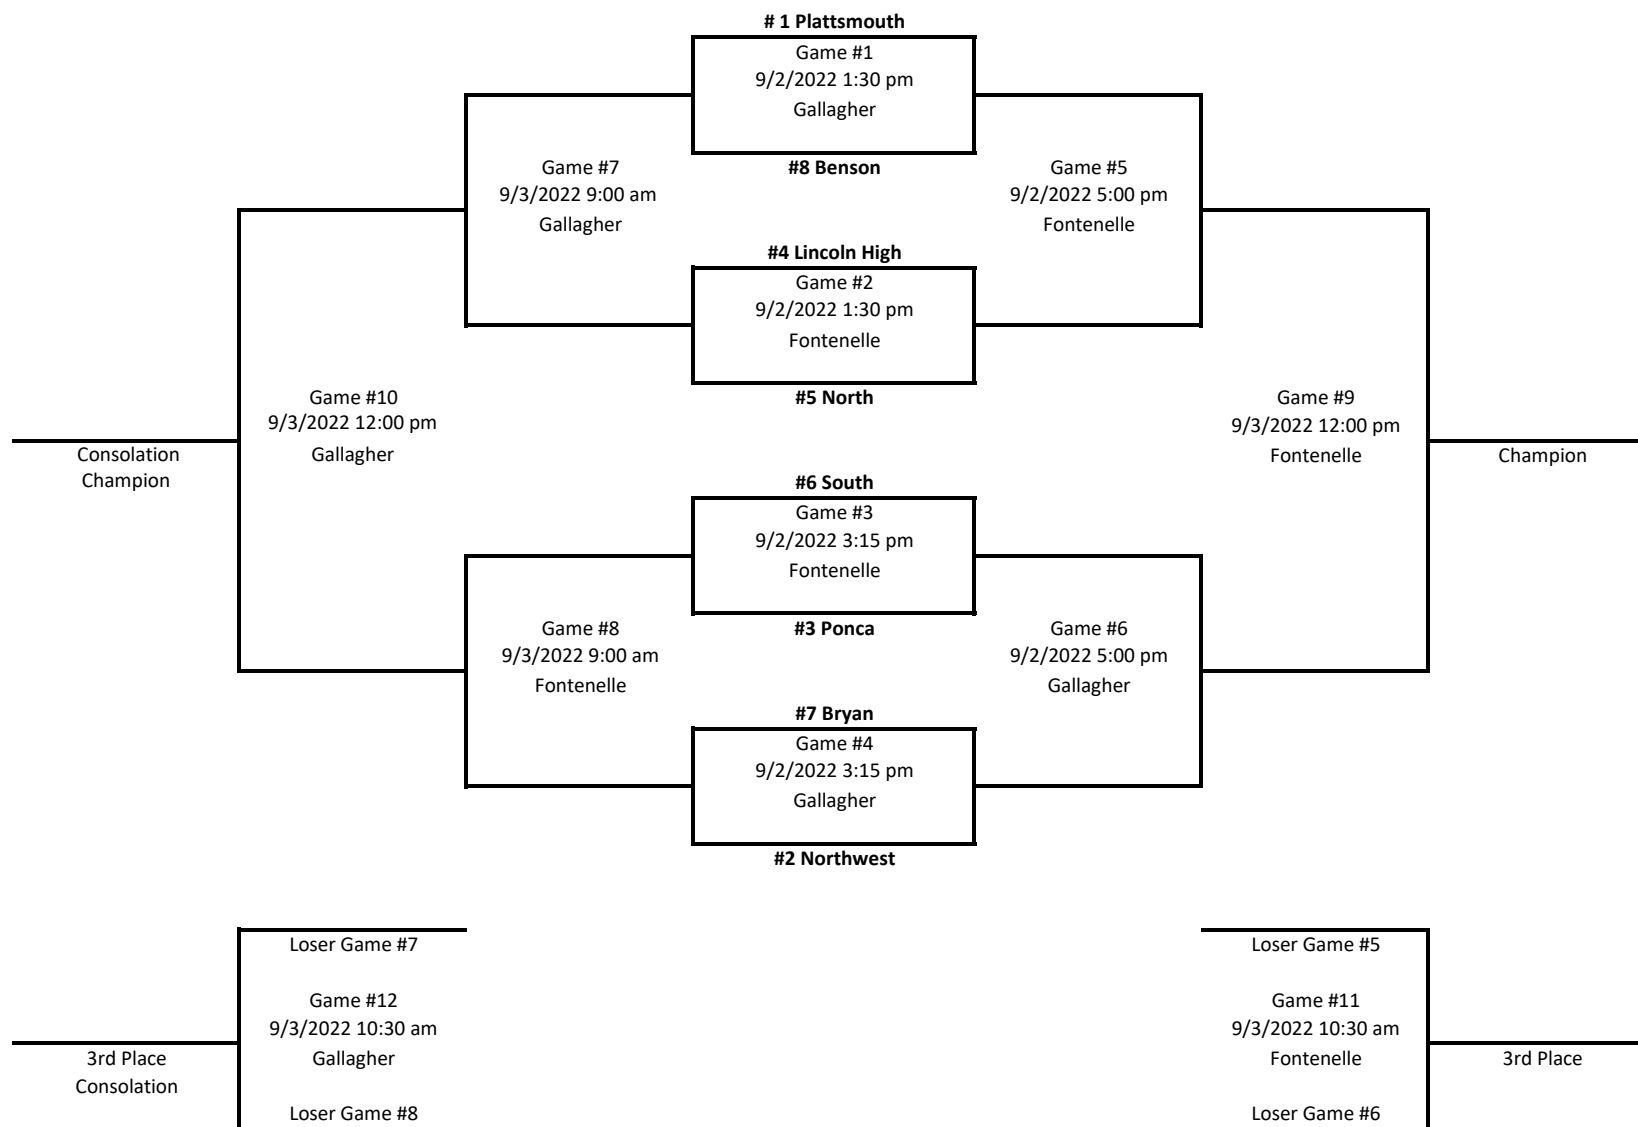 # 1 Plattsmouth
Game #1
9/2/2022 1:30 pm
Gallagher
#8 Benson
Game #7
9/3/2022 9:00 am
Gallagher
Game #5
9/2/2022 5:00 pm
Fontenelle
#4 Lincoln High
Game #2
9/2/2022 1:30 pm
Fontenelle
#5 North
Game #10
9/3/2022 12:00 pm
Gallagher
Consolation
Champion
Game #9
9/3/2022 12:00 pm
Fontenelle
Champion
#6 South
Game #3
9/2/2022 3:15 pm
Fontenelle
#3 Ponca
Game #8
9/3/2022 9:00 am
Fontenelle
Game #6
9/2/2022 5:00 pm
Gallagher
#7 Bryan
Game #4
9/2/2022 3:15 pm
Gallagher
#2 Northwest
Loser Game #7
Game #12
9/3/2022 10:30 am
Gallagher
3rd Place
Consolation
Loser Game #8
Loser Game #5
Game #11
9/3/2022 10:30 am
Fontenelle
3rd Place
Loser Game #6